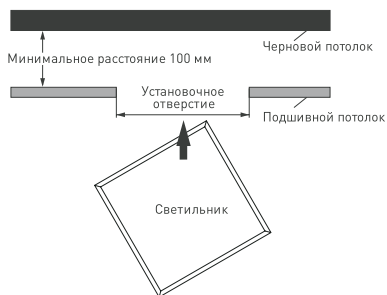 Черновой потолок
Минимальное расстояние 100 мм
Установочное
отверстие
Подшивной потолок
Светильник